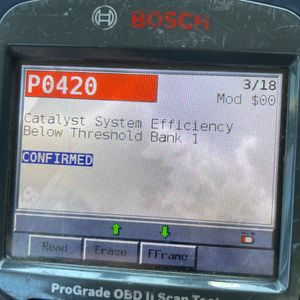 BOSCH
P0420
3/18
Mod $00
Catalyst System Efficiency
Below Threshold Bank 1
CONFIRMED
Read Erase FFrame
ProGrade OBD II Scan Tool